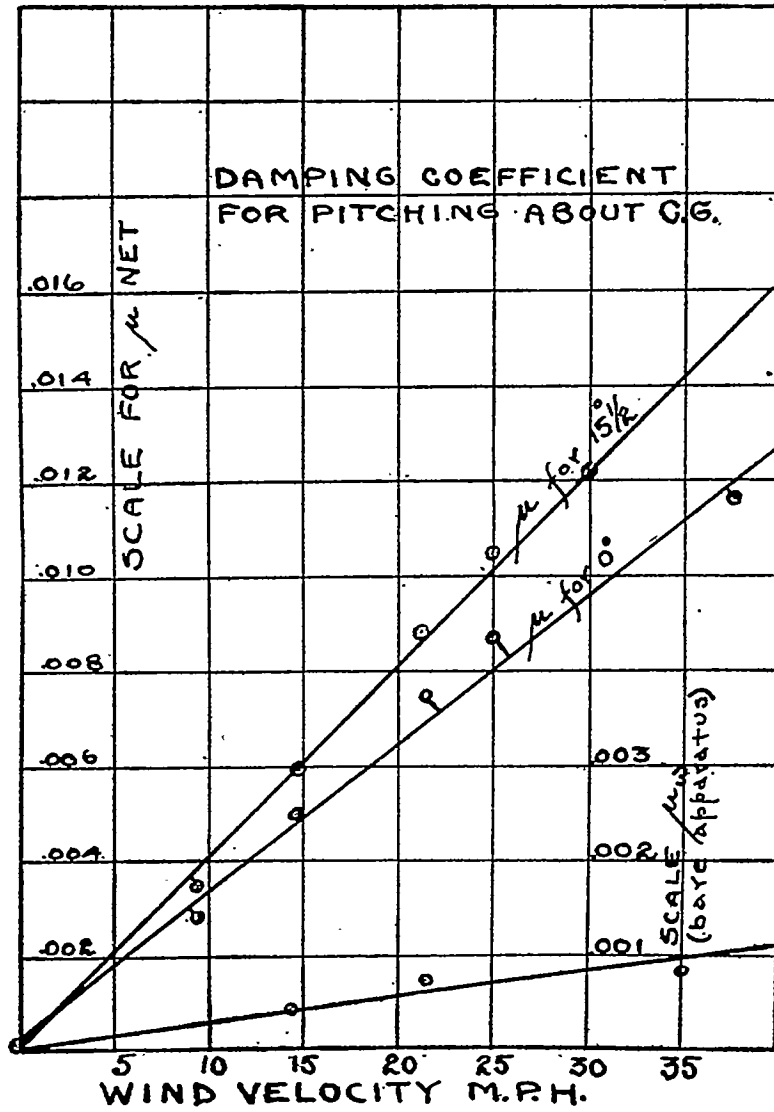 DAMPING COEFFICIENT
FOR PITCHING ABOUT C.G.
SCALE FOR μ NET
.016
.014
.012
.010
.008
.006
.004
.002
μ for 15½°
μ for 0°
.003
.002
.001
SCALE μω
(bare apparatus)
5 10 15 20 25 30 35
WIND VELOCITY M.P.H.